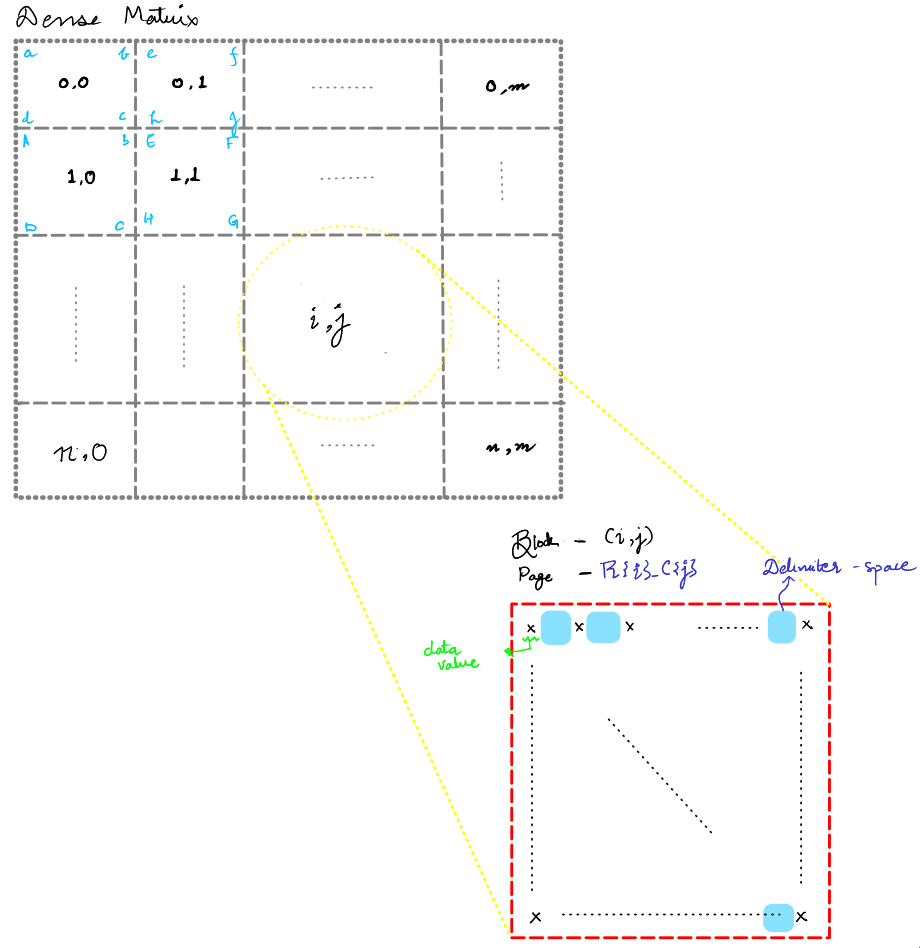 Dense Matrix
a b e f
0,0 0,1 ........ 0,m
d c h g
A B E F
1,0 1,1 .......
D C H G
i,j
n,0 ....... n,m
Block - (i,j)
Page - R{i}_C{j}
Delimiter - space
x x x ........ x
data
value
x x